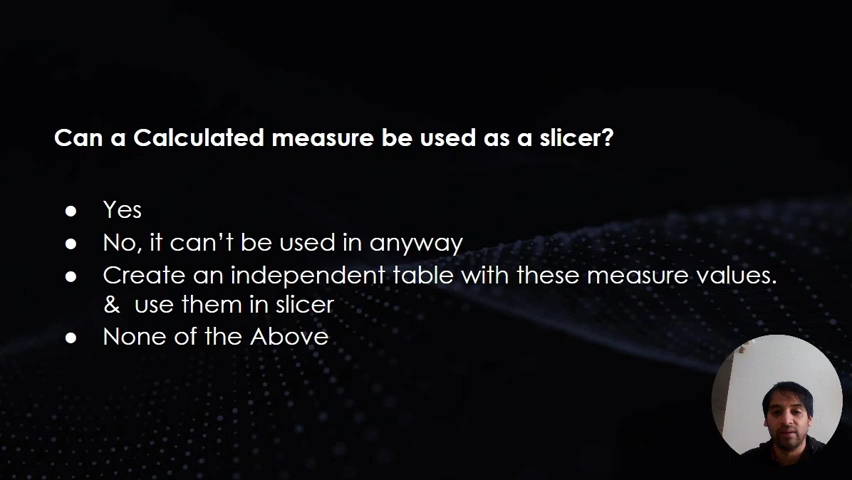 Can a Calculated measure be used as a slicer?
● Yes
● No, it can’t be used in anyway
● Create an independent table with these measure values.
& use them in slicer
● None of the Above